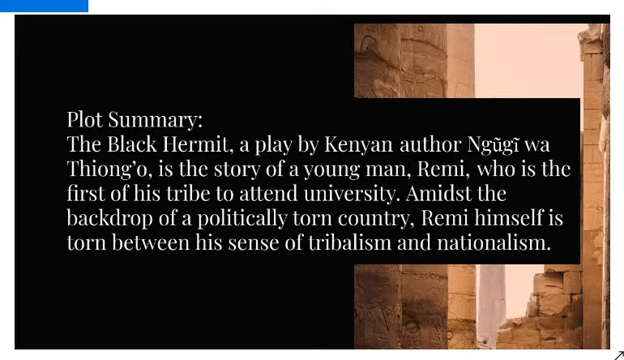 Plot Summary:
The Black Hermit, a play by Kenyan author Ngũgĩ wa
Thiong'o, is the story of a young man, Remi, who is the
first of his tribe to attend university. Amidst the
backdrop of a politically torn country, Remi himself is
torn between his sense of tribalism and nationalism.